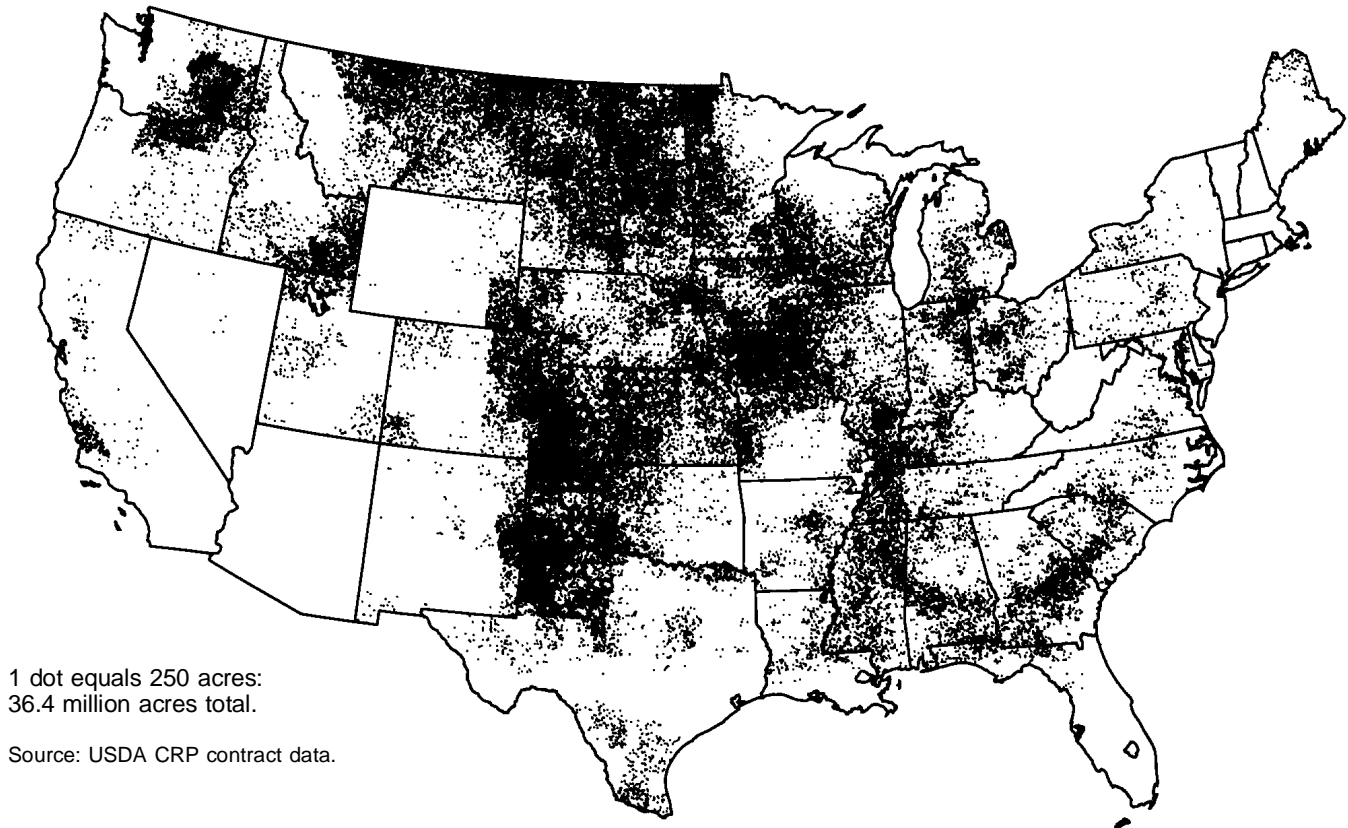 1 dot equals 250 acres:
36.4 million acres total.
Source: USDA CRP contract data.